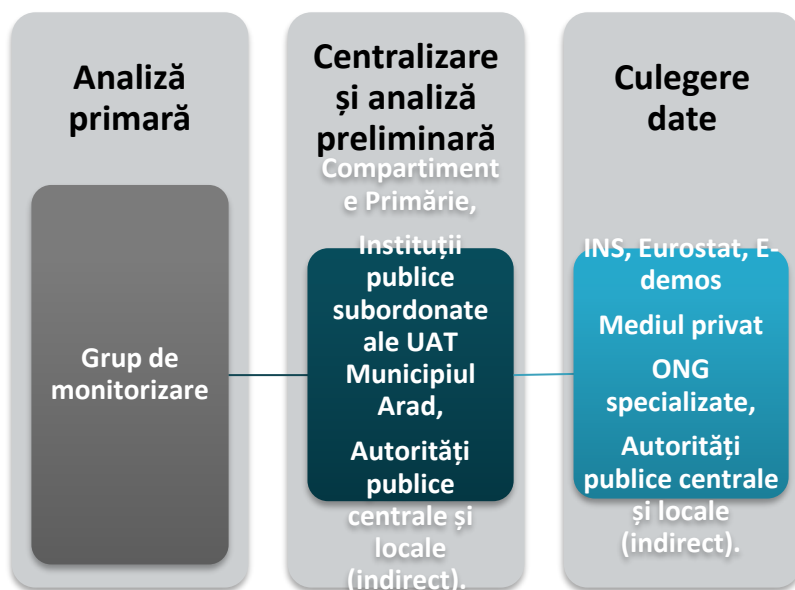 Analiză
primară
Grup de
monitorizare
Centralizare
și analiză
preliminară
Compartiment
e Primărie,
Instituții
publice
subordonate
ale UAT
Municipiul
Arad,
Autorități
publice
centrale și
locale
(indirect).
Culegere
date
INS, Eurostat, E-
demos
Mediul privat
ONG
specializate,
Autorități
publice centrale
și locale
(indirect).